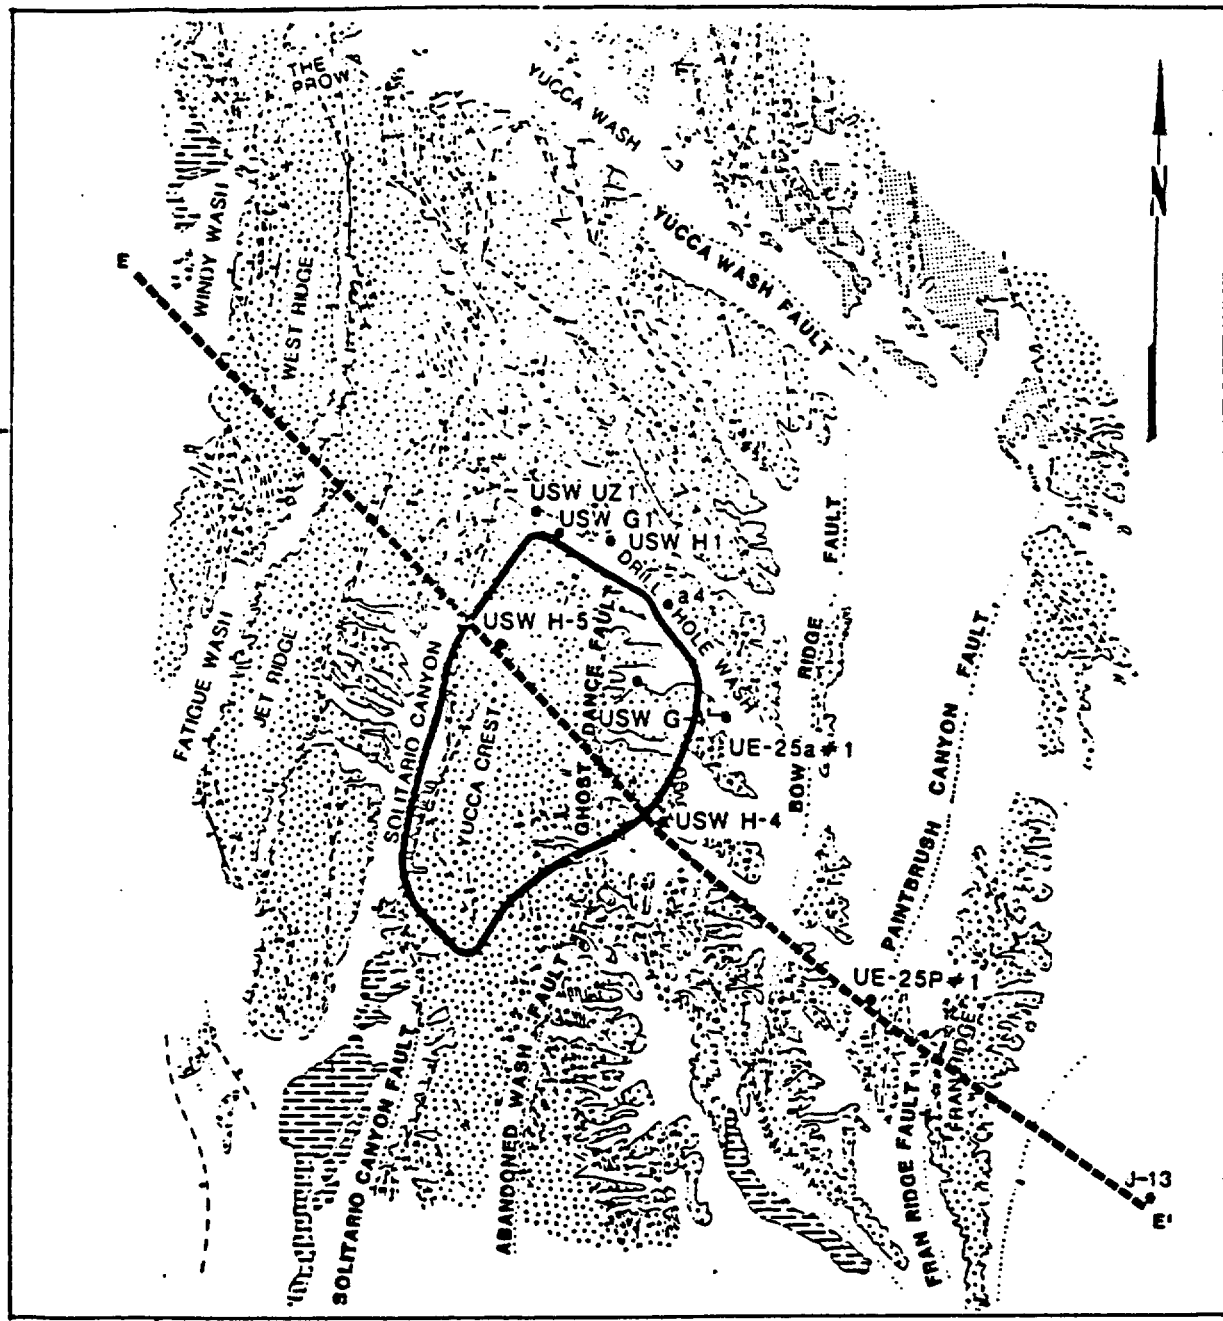 THE
PROW
YUCCA WASH
N
WINDY WASH
YUCCA WASH FAULT
E
WEST RIDGE
USW UZ1
USW G1
USW H1
DRILL HOLE WASH
a4
FAULT
RIDGE
BOW
USW H-5
GHOST DANCE FAULT
FATIGUE WASH
JET RIDGE
SOLITARIO CANYON
YUCCA CREST
USW G-4
UE-25a#1
USW H-4
PAINTBRUSH CANYON FAULT
UE-25P#1
SOLITARIO CANYON FAULT
ABANDONED WASH FAULT
FRAN RIDGE
FRAN RIDGE FAULT
J-13
E'